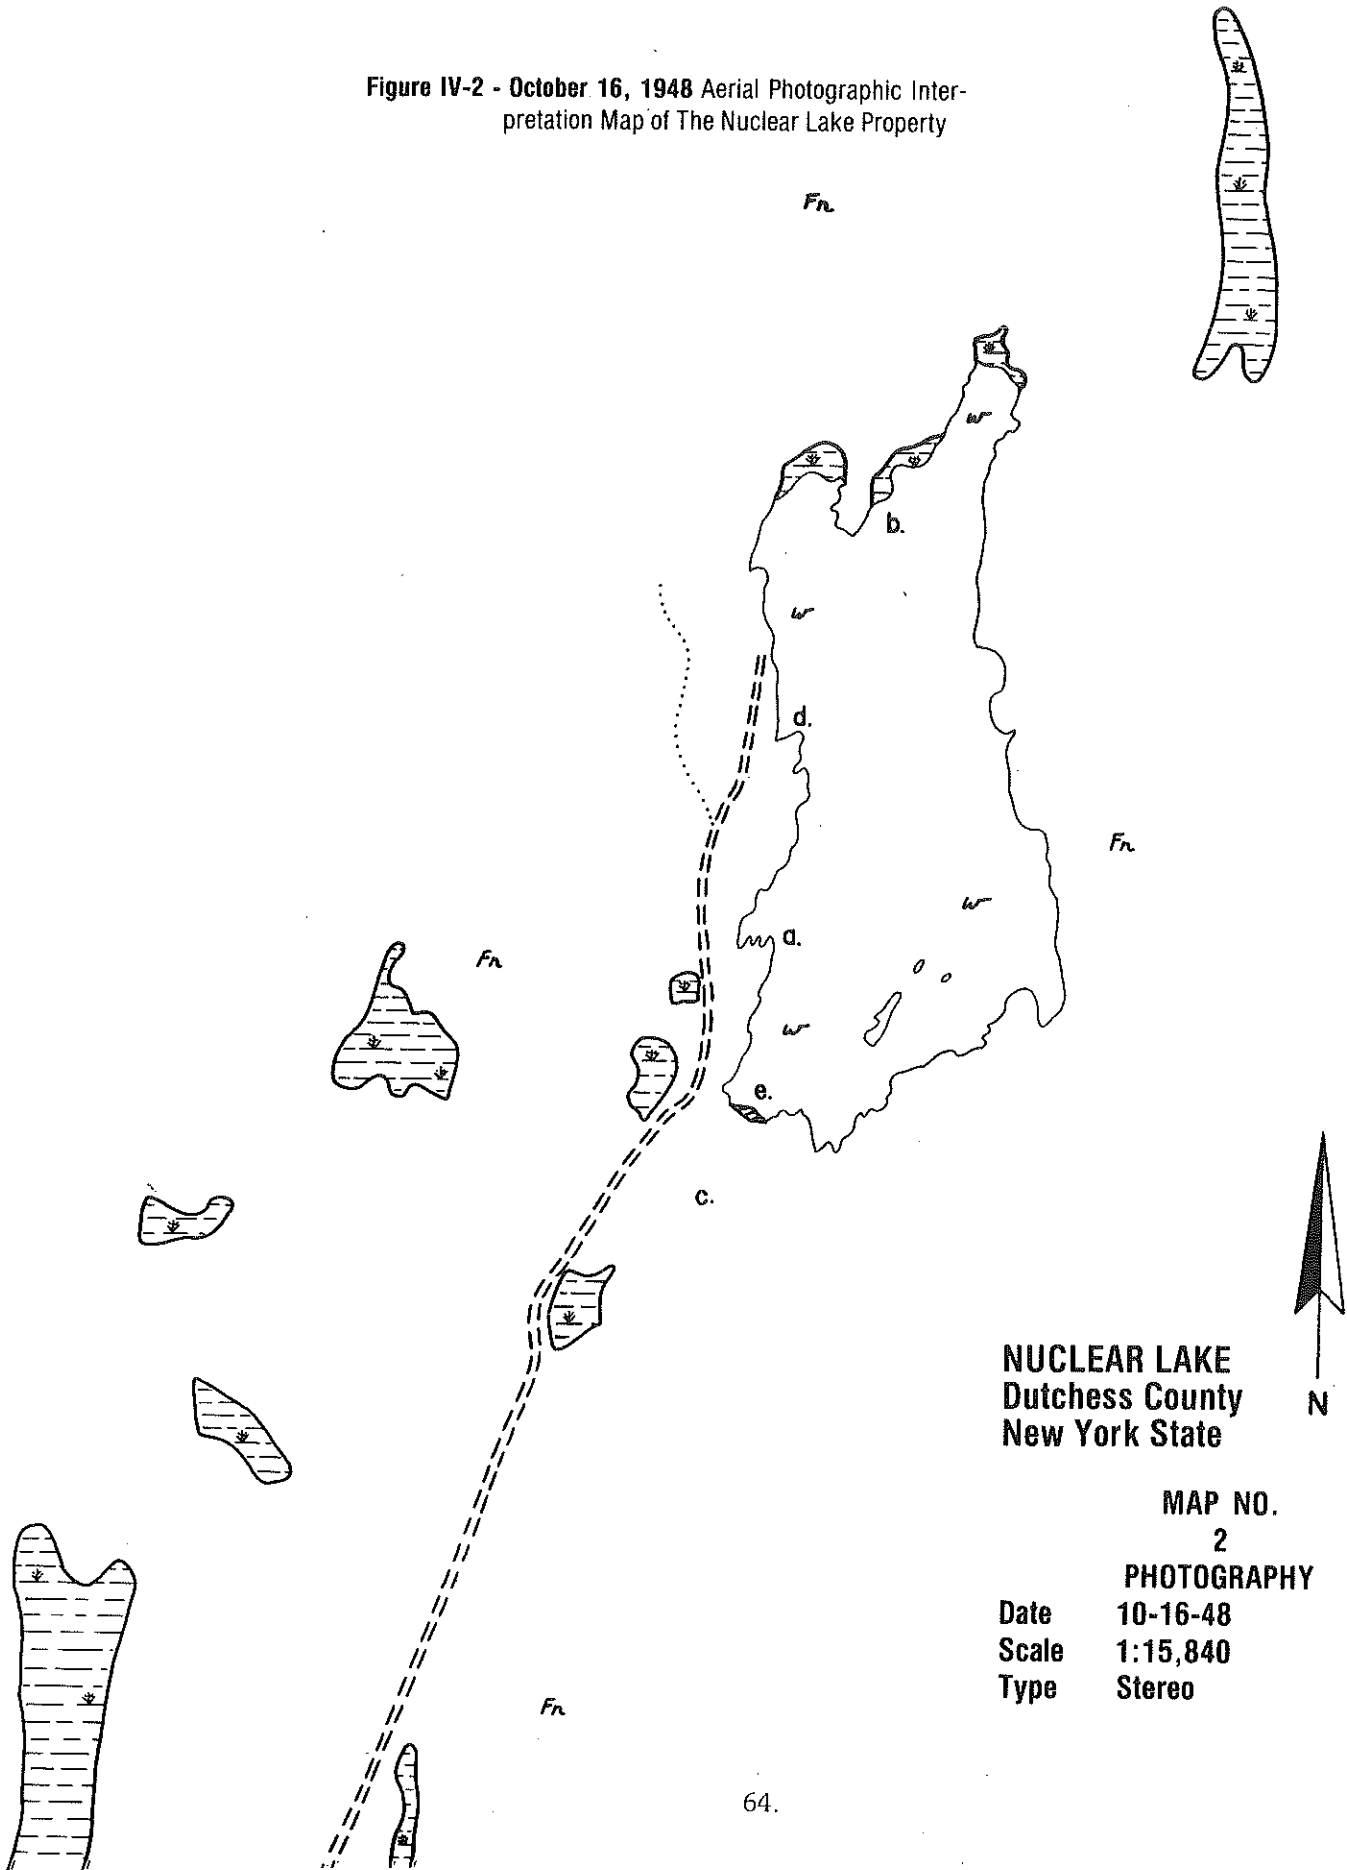 Figure IV-2 - October 16, 1948 Aerial Photographic Inter-
pretation Map of The Nuclear Lake Property
Fn
w
b.
w
d.
Fn
w
a.
Fn
w
e.
c.
NUCLEAR LAKE
Dutchess County
New York State
N
MAP NO.
2
PHOTOGRAPHY
Date 10-16-48
Scale 1:15,840
Type Stereo
Fn
64.